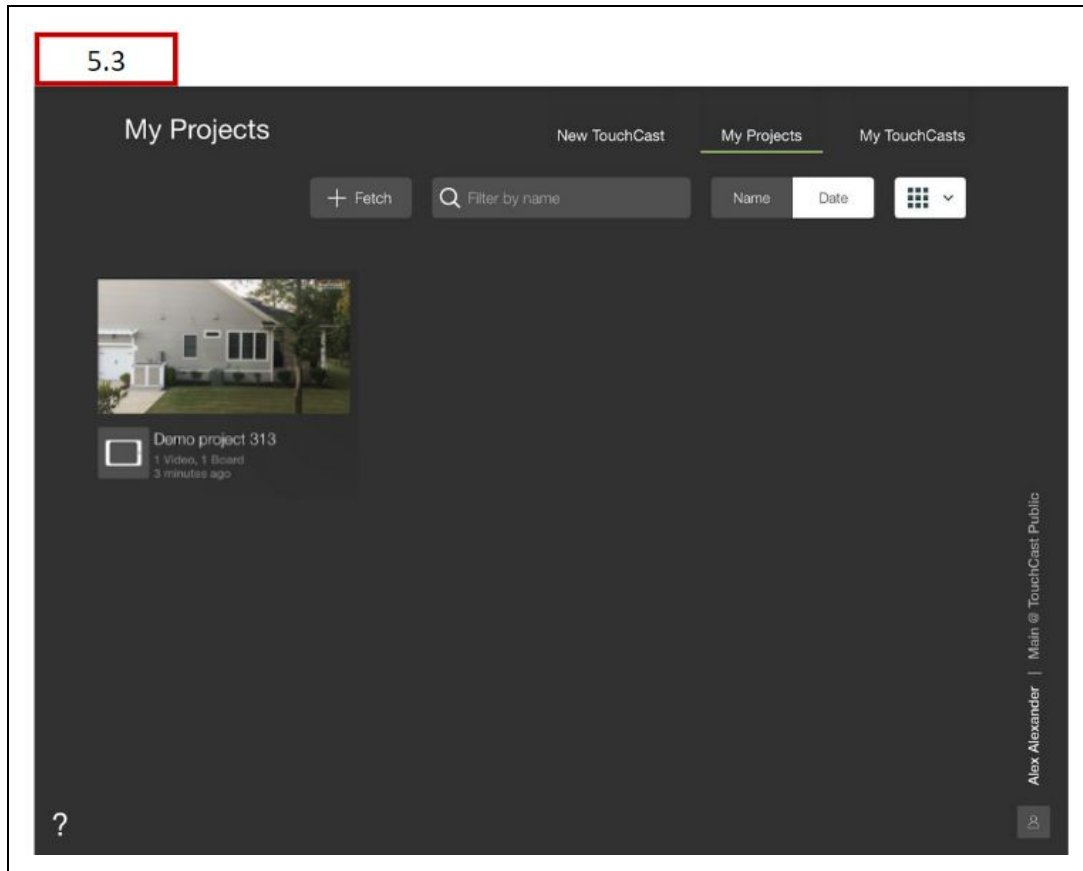 5.3
My Projects
New TouchCast
My Projects
My TouchCasts
Fetch
Filter by name
Name
Date
Demo project 313
1 Video, 1 Board
3 minutes ago
Alex Alexander | Main @ TouchCast Public
?